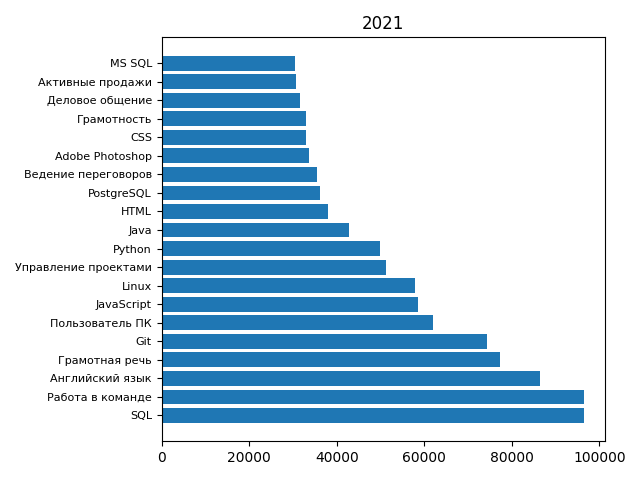 2021
MS SQL
Активные продажи
Деловое общение
Грамотность
CSS
Adobe Photoshop
Ведение переговоров
PostgreSQL
HTML
Java
Python
Управление проектами
Linux
JavaScript
Пользователь ПК
Git
Грамотная речь
Английский язык
Работа в команде
SQL
0 20000 40000 60000 80000 100000